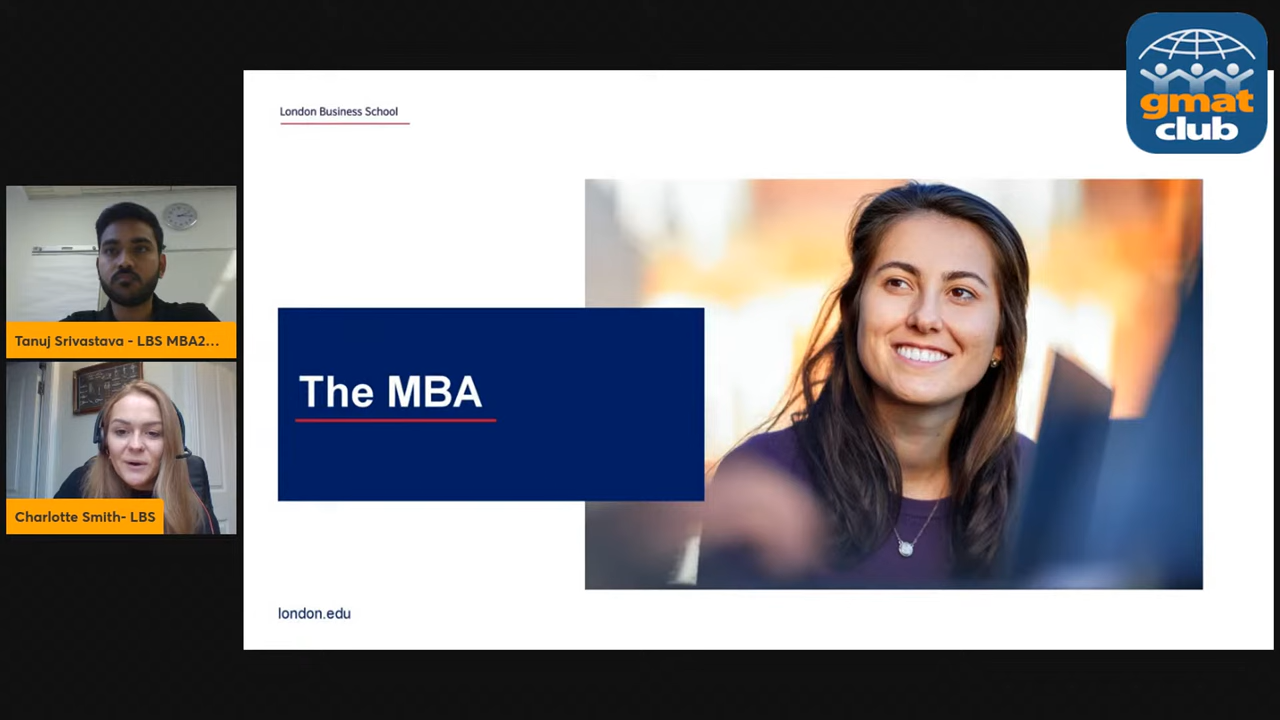 gmat
club
London Business School
The MBA
london.edu
Tanuj Srivastava - LBS MBA2...
Charlotte Smith- LBS